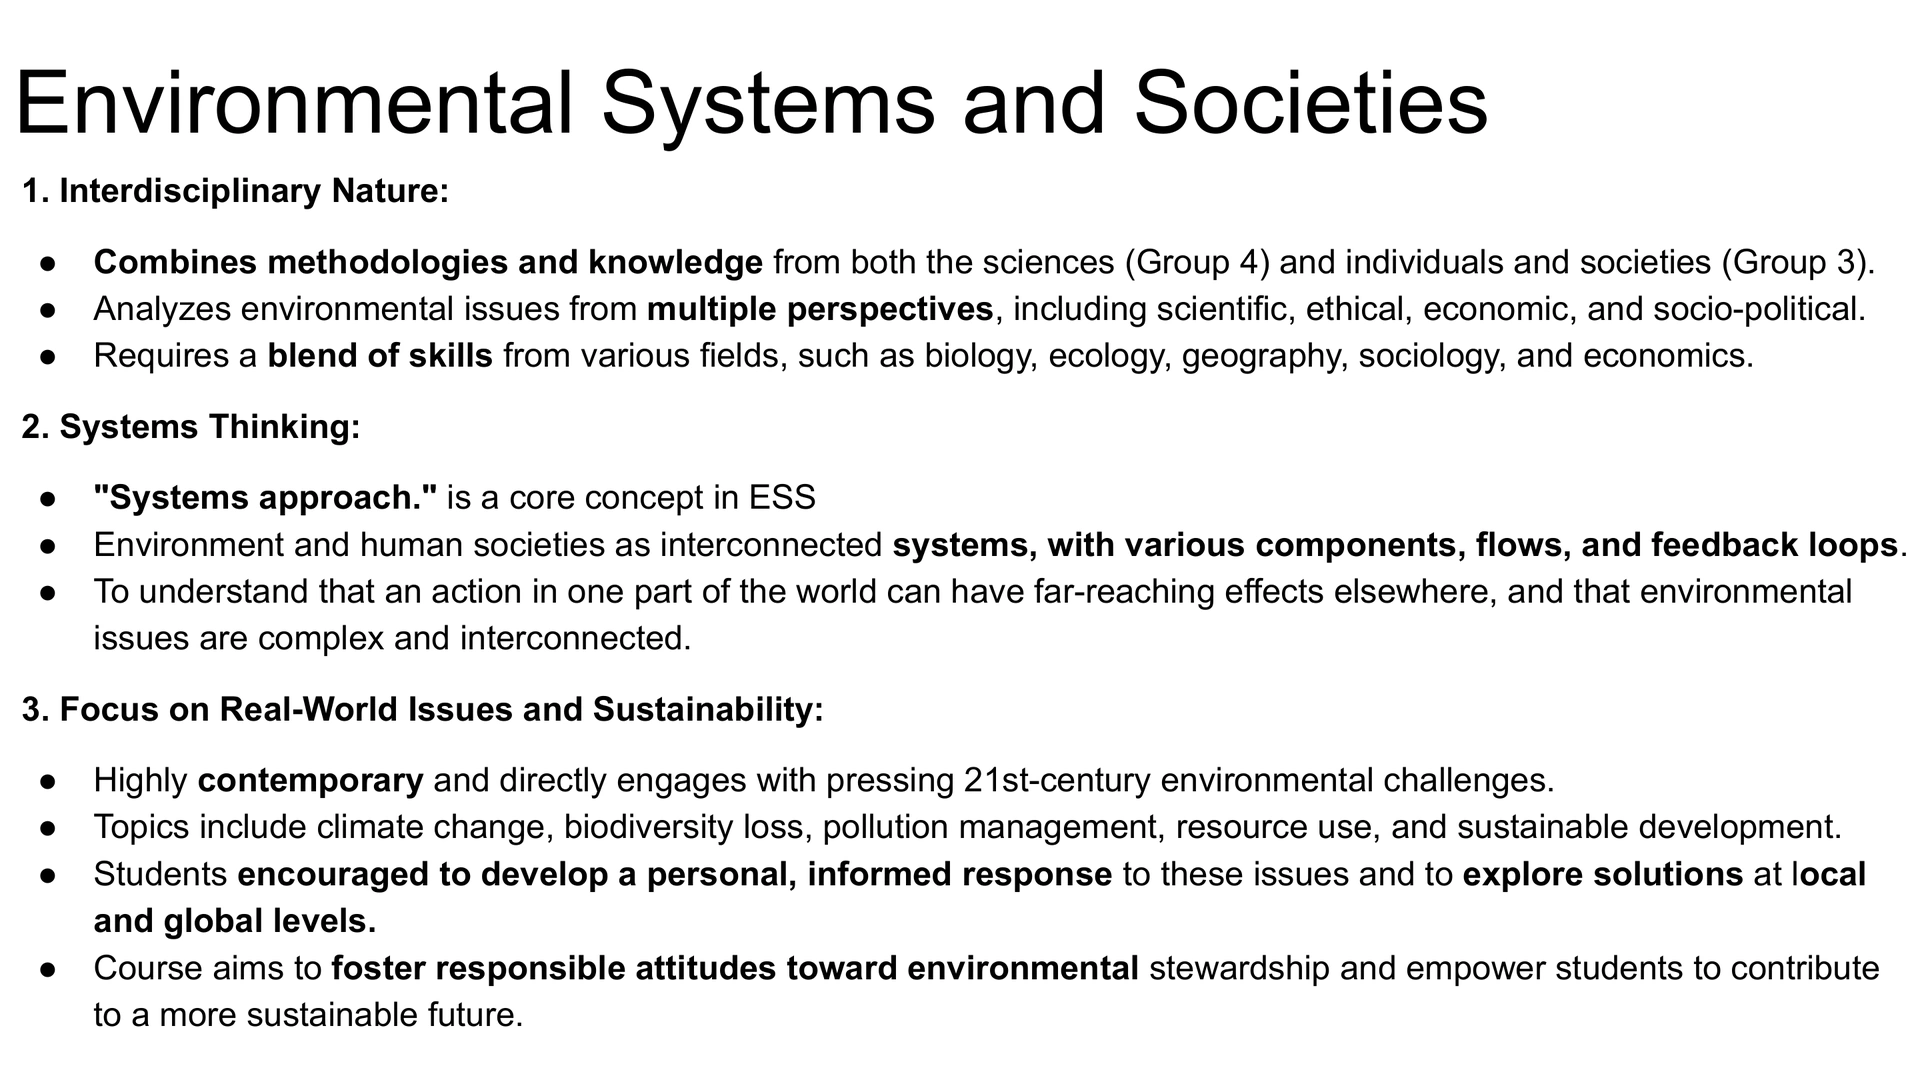 Environmental Systems and Societies
1. Interdisciplinary Nature:
● Combines methodologies and knowledge from both the sciences (Group 4) and individuals and societies (Group 3).
● Analyzes environmental issues from multiple perspectives, including scientific, ethical, economic, and socio-political.
● Requires a blend of skills from various fields, such as biology, ecology, geography, sociology, and economics.
2. Systems Thinking:
● "Systems approach." is a core concept in ESS
● Environment and human societies as interconnected systems, with various components, flows, and feedback loops.
● To understand that an action in one part of the world can have far-reaching effects elsewhere, and that environmental
issues are complex and interconnected.
3. Focus on Real-World Issues and Sustainability:
● Highly contemporary and directly engages with pressing 21st-century environmental challenges.
● Topics include climate change, biodiversity loss, pollution management, resource use, and sustainable development.
● Students encouraged to develop a personal, informed response to these issues and to explore solutions at local
and global levels.
● Course aims to foster responsible attitudes toward environmental stewardship and empower students to contribute
to a more sustainable future.